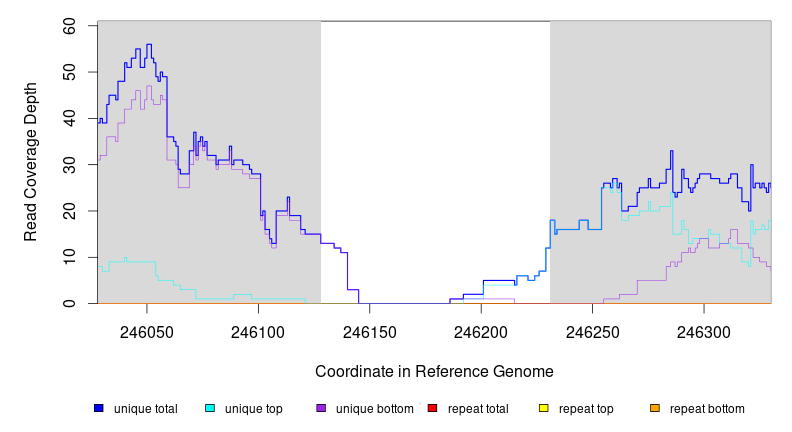 60
50
40
30
20
10
0
Read Coverage Depth
246050 246100 246150 246200 246250 246300
Coordinate in Reference Genome
unique total unique top unique bottom repeat total repeat top repeat bottom